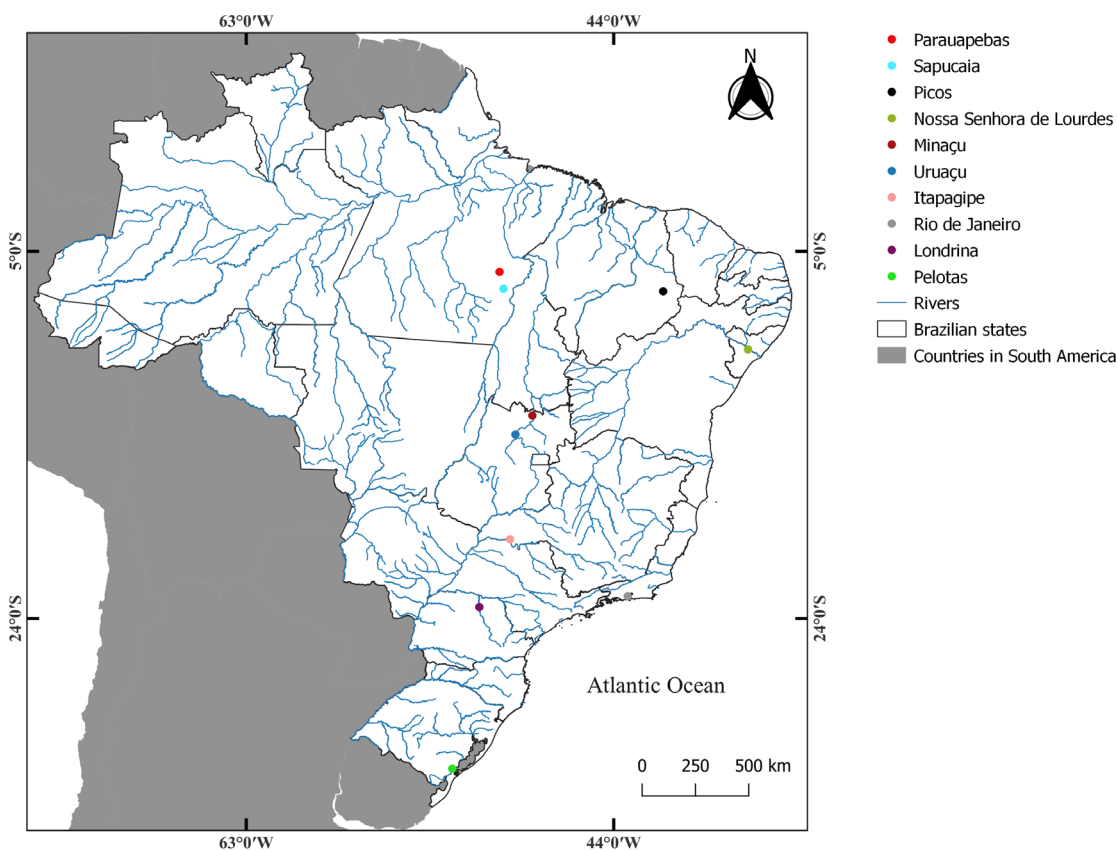 63°0′W 44°0′W
N
Parauapebas
Sapucaia
Picos
Nossa Senhora de Lourdes
Minaçu
Uruaçu
Itapagipe
Rio de Janeiro
Londrina
Pelotas
Rivers
Brazilian states
Countries in South America
5°0′S 5°0′S
24°0′S 24°0′S
Atlantic Ocean
0 250 500 km
63°0′W 44°0′W